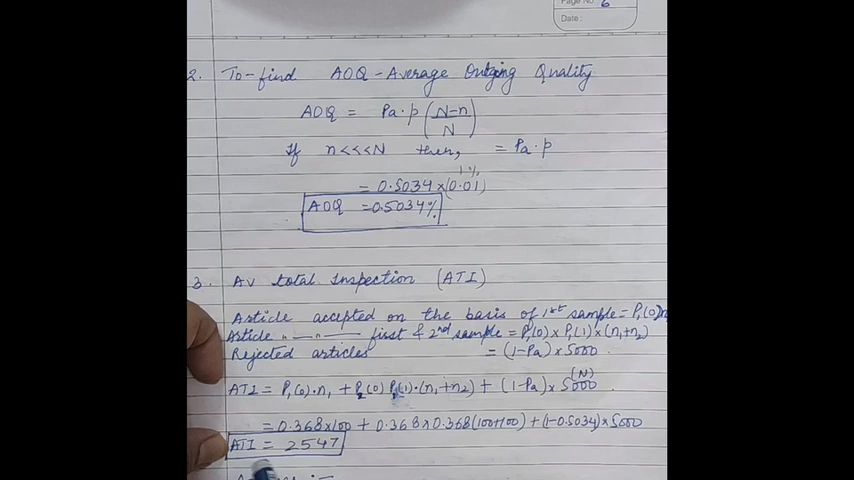 Page No 6
Date :
2. To-find AOQ - Average Outgoing Quality
AOQ = Pa·p (N-n / N)
If n<<<N then, = Pa·p
1%
= 0.5034 x (0.01)
AOQ = 0.5034%
3. Av total Inspection (ATI)
Article accepted on the basis of 1st sample = P1(0)n
Article „ — „ — first & 2nd sample = P1(0) x P1(1) x (n1+n2)
Rejected articles = (1-Pa) x 5000
(N)
ATI = P1(0)·n1 + P2(0) P1(1)·(n1+n2) + (1-Pa) x 5000
= 0.368x100 + 0.368 x 0.368 (100+100) + (1-0.5034) x 5000
ATI = 2547